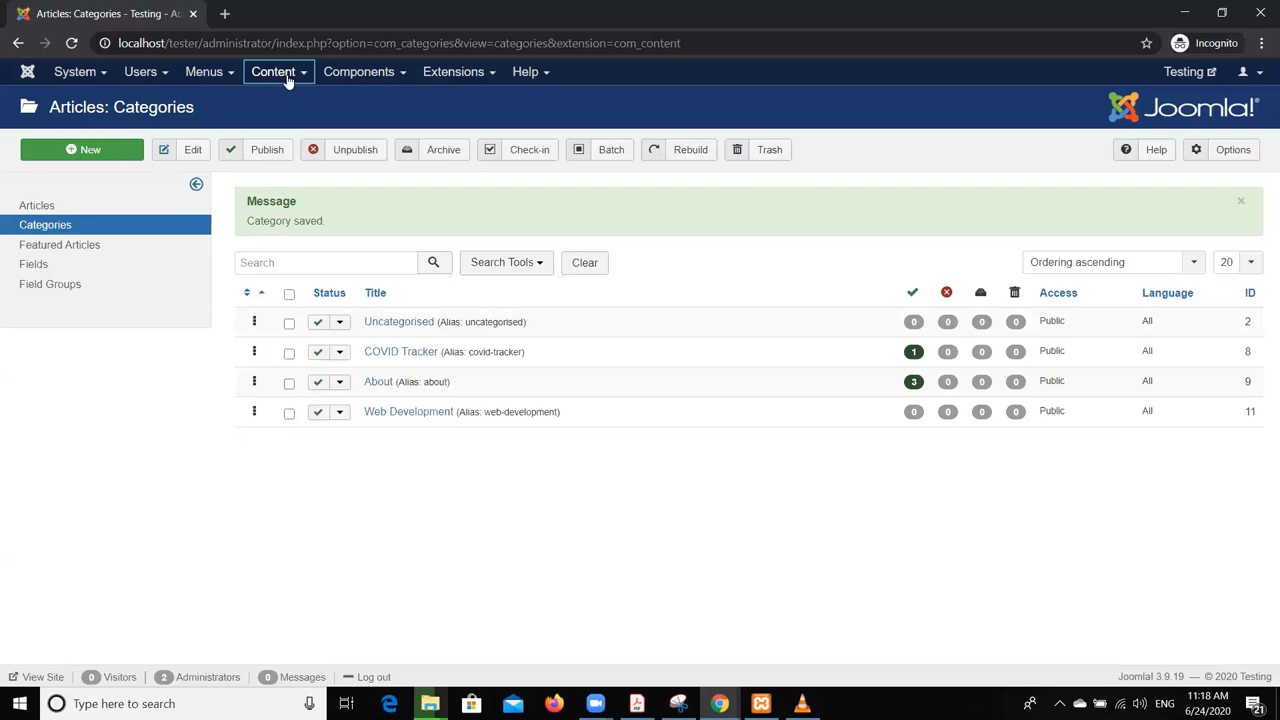 Articles: Categories - Testing - Ac
localhost/tester/administrator/index.php?option=com_categories&view=categories&extension=com_content
Incognito
System Users Menus Content Components Extensions Help Testing
Articles: Categories
Joomla!
New Edit Publish Unpublish Archive Check-in Batch Rebuild Trash Help Options
Articles
Categories
Featured Articles
Fields
Field Groups
Message
Category saved.
Search Search Tools Clear Ordering ascending 20
Status Title Access Language ID
Uncategorised (Alias: uncategorised) 0 0 0 0 Public All 2
COVID Tracker (Alias: covid-tracker) 1 0 0 0 Public All 8
About (Alias: about) 3 0 0 0 Public All 9
Web Development (Alias: web-development) 0 0 0 0 Public All 11
View Site 0 Visitors 2 Administrators 0 Messages Log out Joomla! 3.9.19 — © 2020 Testing
Type here to search ENG 11:18 AM
6/24/2020
21